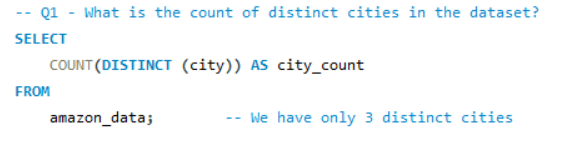 -- Q1 - What is the count of distinct cities in the dataset?
SELECT
COUNT(DISTINCT (city)) AS city_count
FROM
amazon_data; -- We have only 3 distinct cities